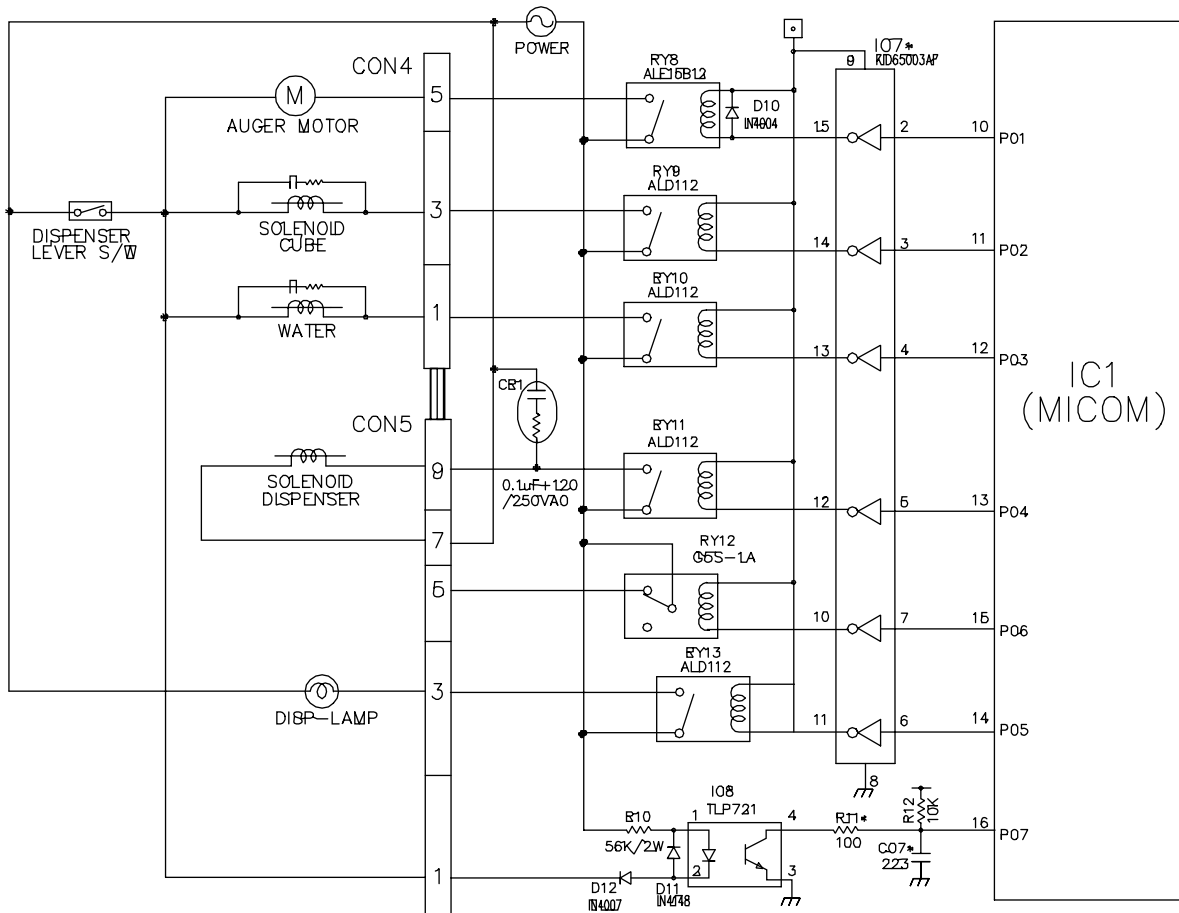 POWER
CON4
IC7*
9
KID65003AP
RY8
ALE15B12
M
5
AUGER MOTOR
D10
IN4004
15
2
10
P01
RY9
ALD112
3
SOLENOID
CUBE
DISPENSER
LEVER S/W
14
3
11
P02
RY10
ALD112
1
WATER
13
4
12
P03
IC1
(MICOM)
CR1
CON5
RY11
ALD112
9
SOLENOID
DISPENSER
0.1uF+120
/250VAC
12
5
13
P04
7
RY12
G5S-1A
5
10
7
15
P06
RY13
ALD112
3
DISP-LAMP
11
6
14
P05
8
IC8
TLP721
R10
56K/2W
1
4
R11*
100
R12
10K
16
P07
C07*
223
2
3
1
D12
IN4007
D11
IN4148